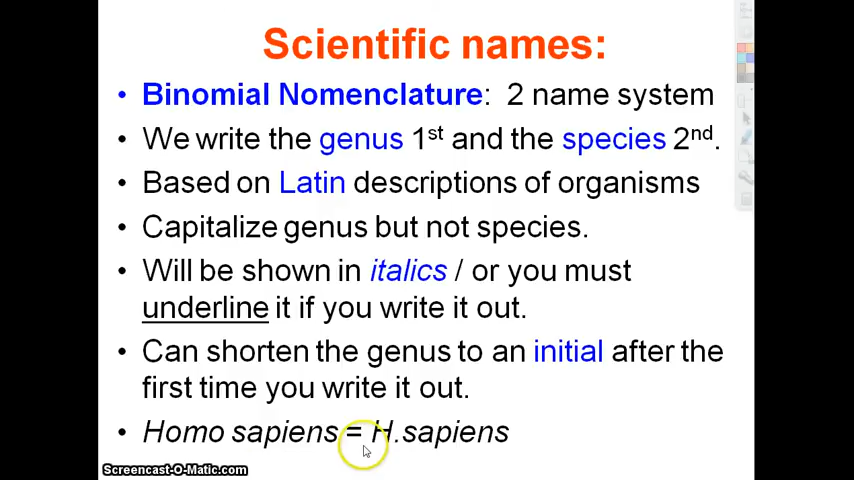 Scientific names:
• Binomial Nomenclature: 2 name system
• We write the genus 1st and the species 2nd.
• Based on Latin descriptions of organisms
• Capitalize genus but not species.
• Will be shown in italics / or you must
underline it if you write it out.
• Can shorten the genus to an initial after the
first time you write it out.
• Homo sapiens = H.sapiens
Screencast-O-Matic.com